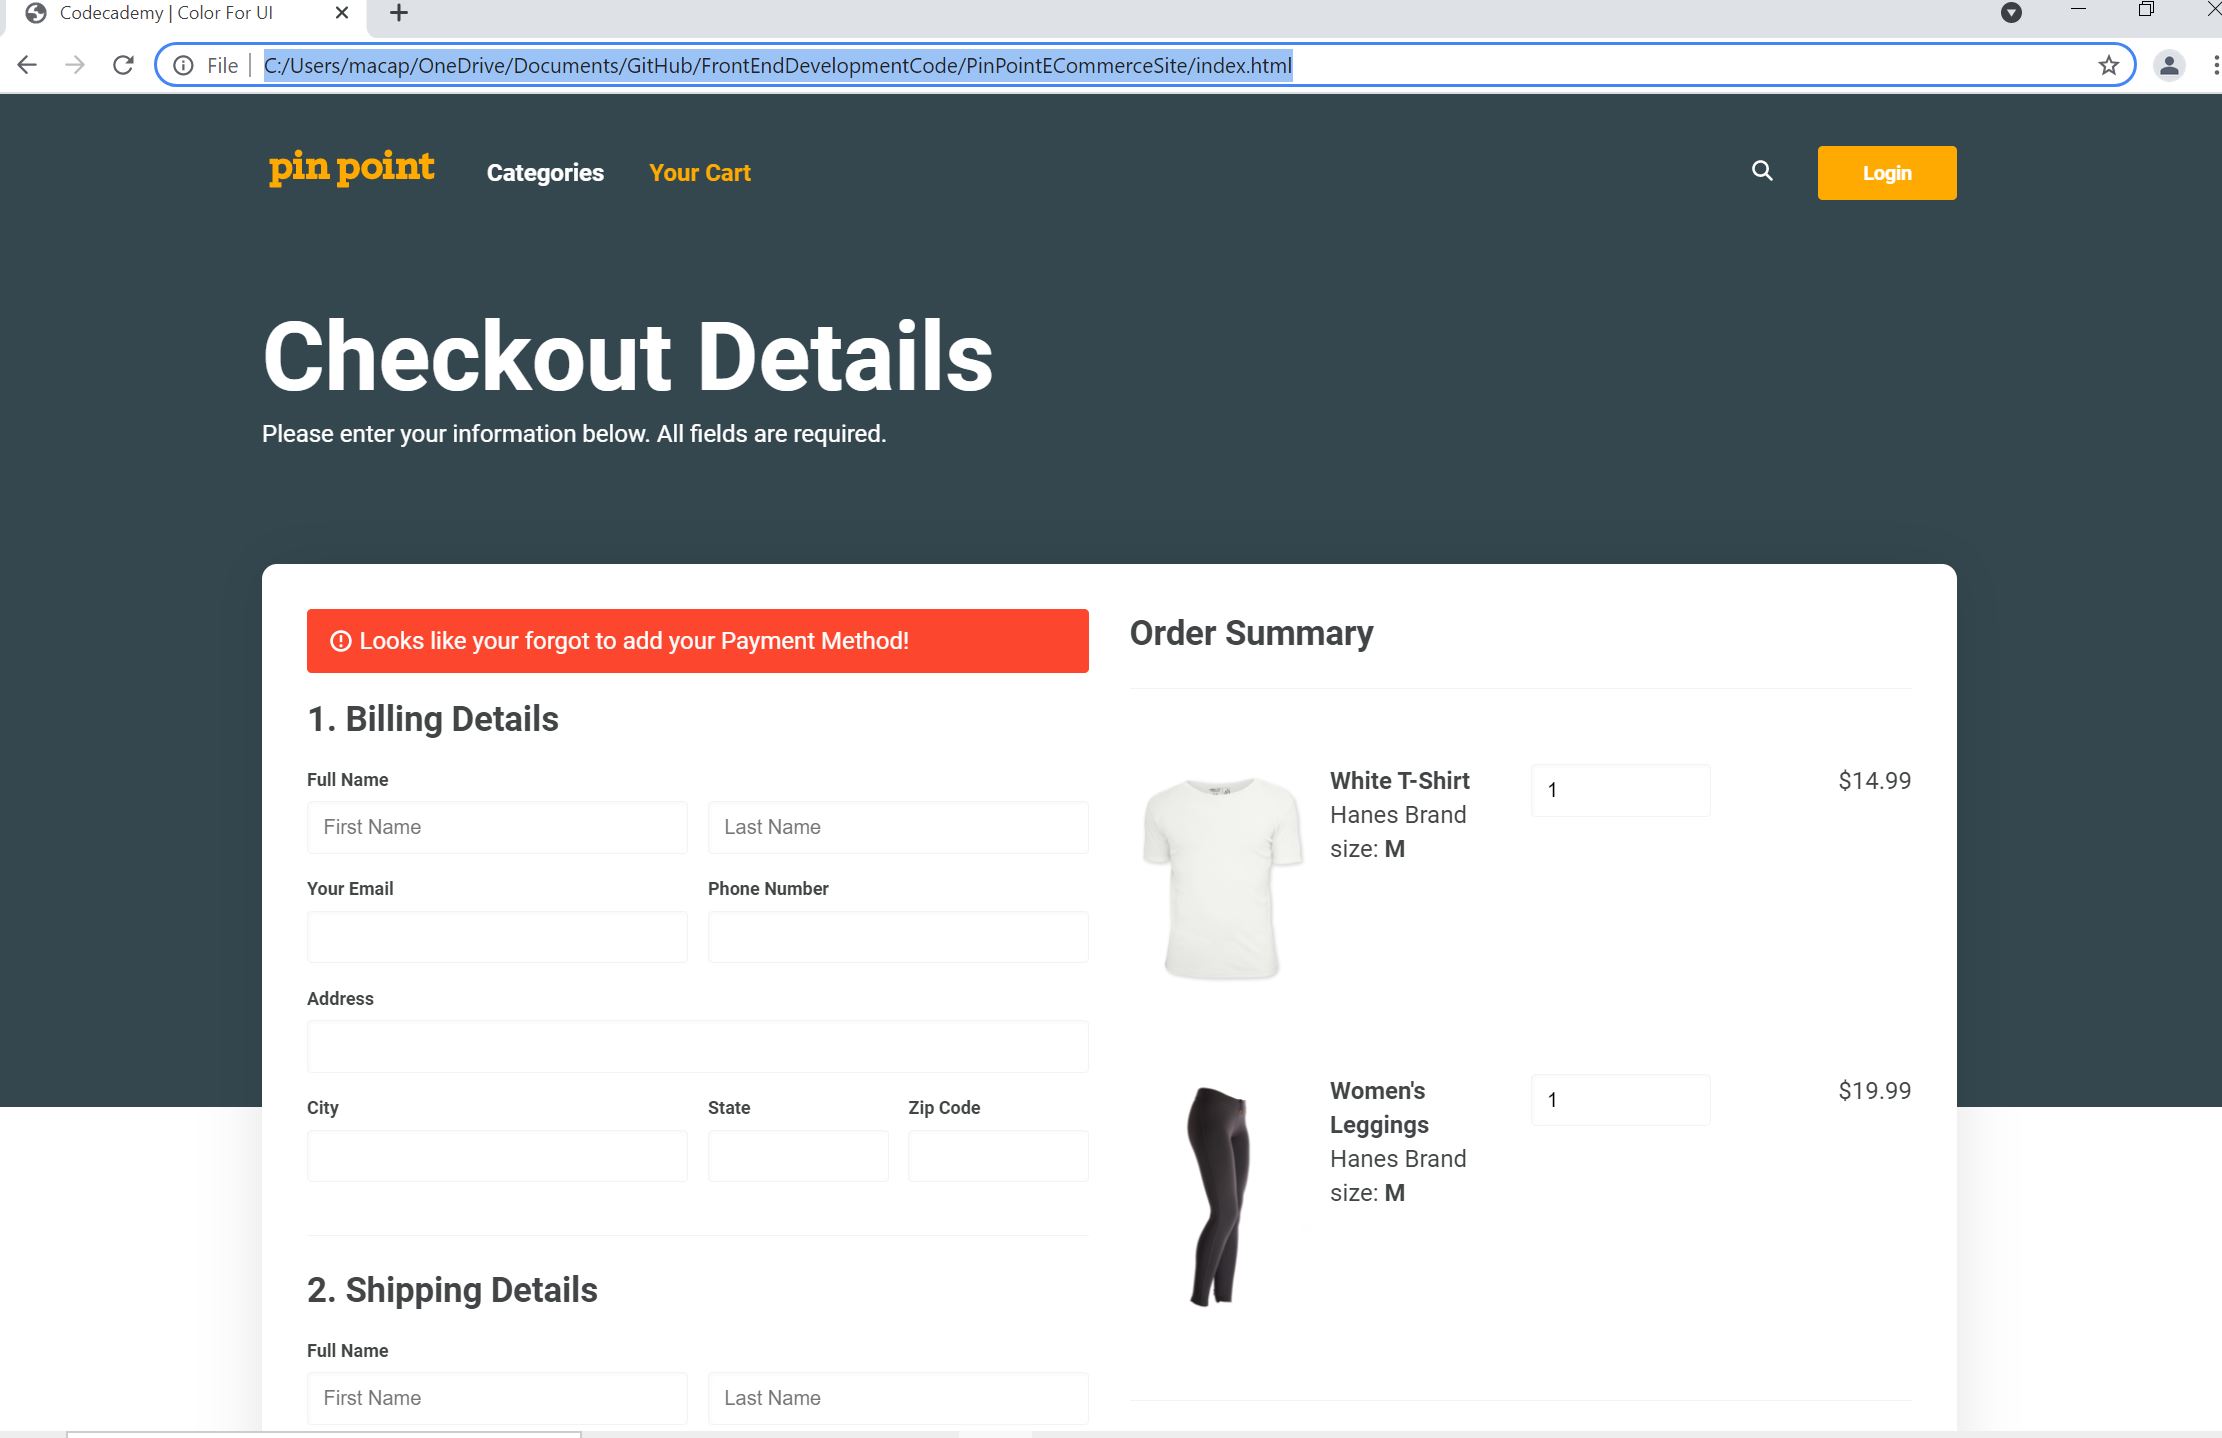 Codecademy | Color For UI
File
C:/Users/macap/OneDrive/Documents/GitHub/FrontEndDevelopmentCode/PinPointECommerceSite/index.html
pin point
Categories
Your Cart
Login
Checkout Details
Please enter your information below. All fields are required.
Looks like your forgot to add your Payment Method!
1. Billing Details
Full Name
First Name
Last Name
Your Email
Phone Number
Address
City
State
Zip Code
2. Shipping Details
Full Name
First Name
Last Name
Order Summary
White T-Shirt
Hanes Brand
size: M
1
$14.99
Women's
Leggings
Hanes Brand
size: M
1
$19.99